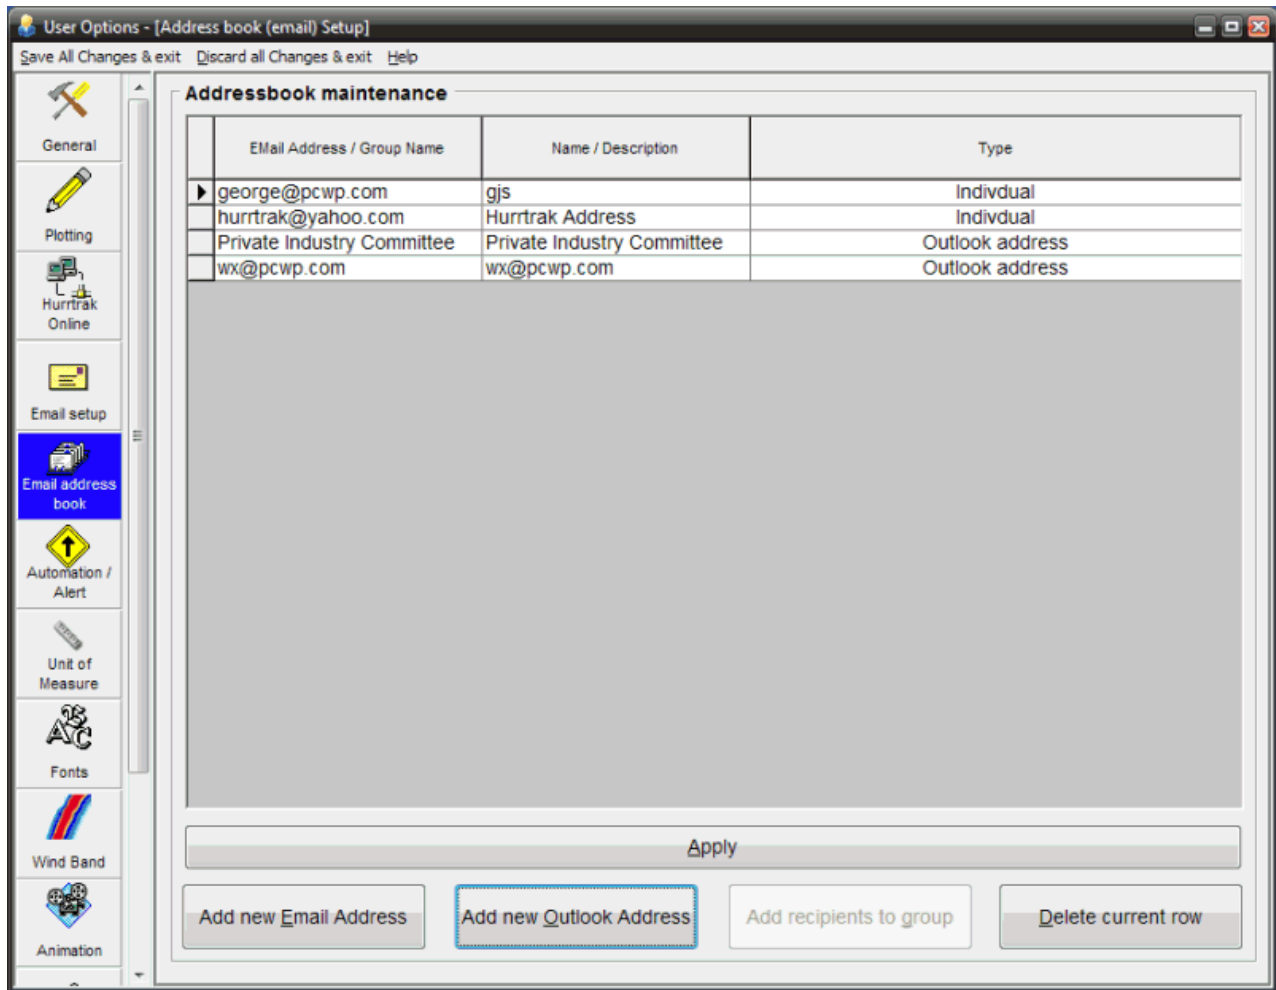 User Options - [Address book (email) Setup]
Save All Changes & exit Discard all Changes & exit Help
General
Plotting
Hurrtrak
Online
Email setup
Email address
book
Automation /
Alert
Unit of
Measure
Fonts
Wind Band
Animation
Addressbook maintenance
EMail Address / Group Name Name / Description Type
george@pcwp.com gjs Indivdual
hurrtrak@yahoo.com Hurrtrak Address Indivdual
Private Industry Committee Private Industry Committee Outlook address
wx@pcwp.com wx@pcwp.com Outlook address
Apply
Add new Email Address Add new Outlook Address Add recipients to group Delete current row